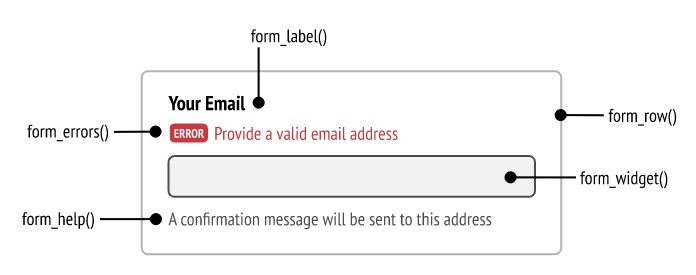 form_label()
Your Email
form_row()
form_errors()
ERROR Provide a valid email address
form_widget()
form_help()
A confirmation message will be sent to this address